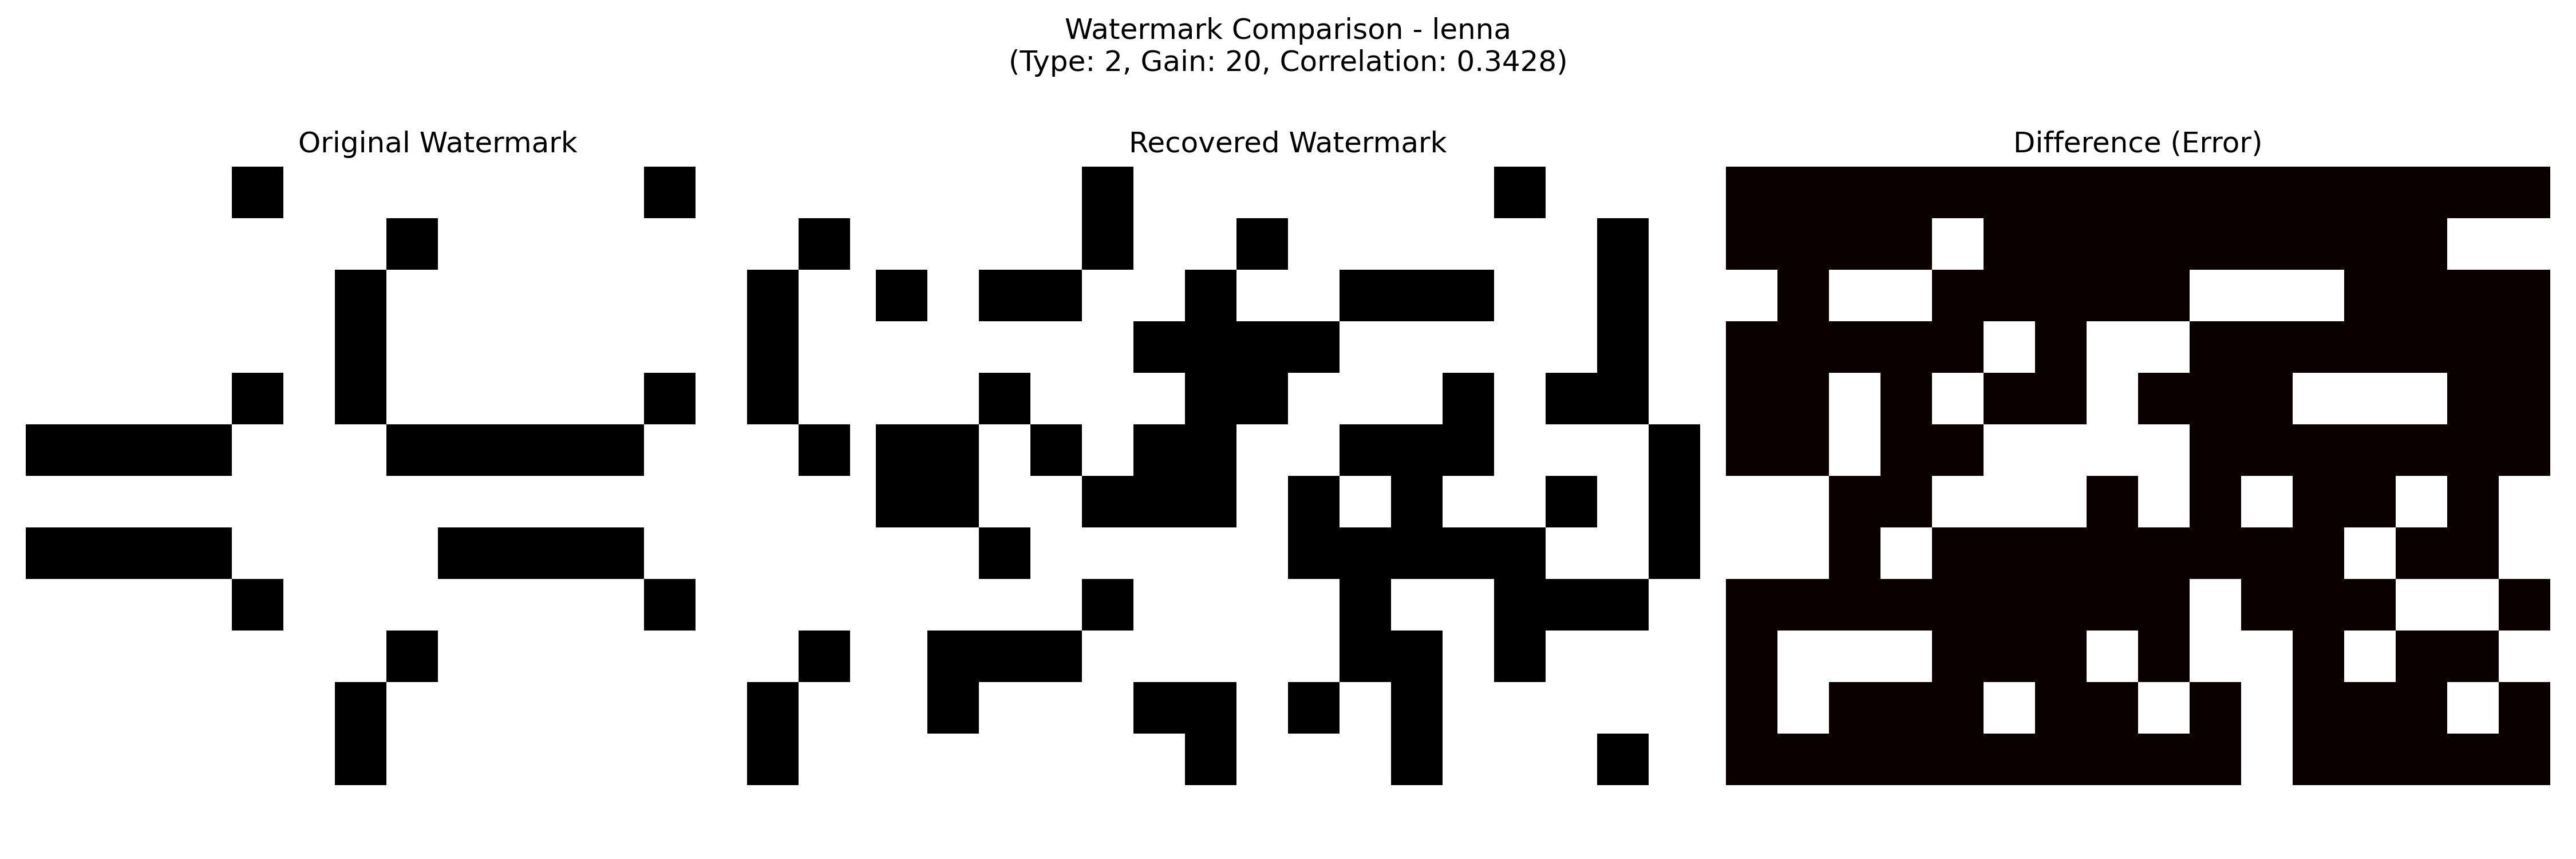 Watermark Comparison - lenna
(Type: 2, Gain: 20, Correlation: 0.3428)
Original Watermark
Recovered Watermark
Difference (Error)